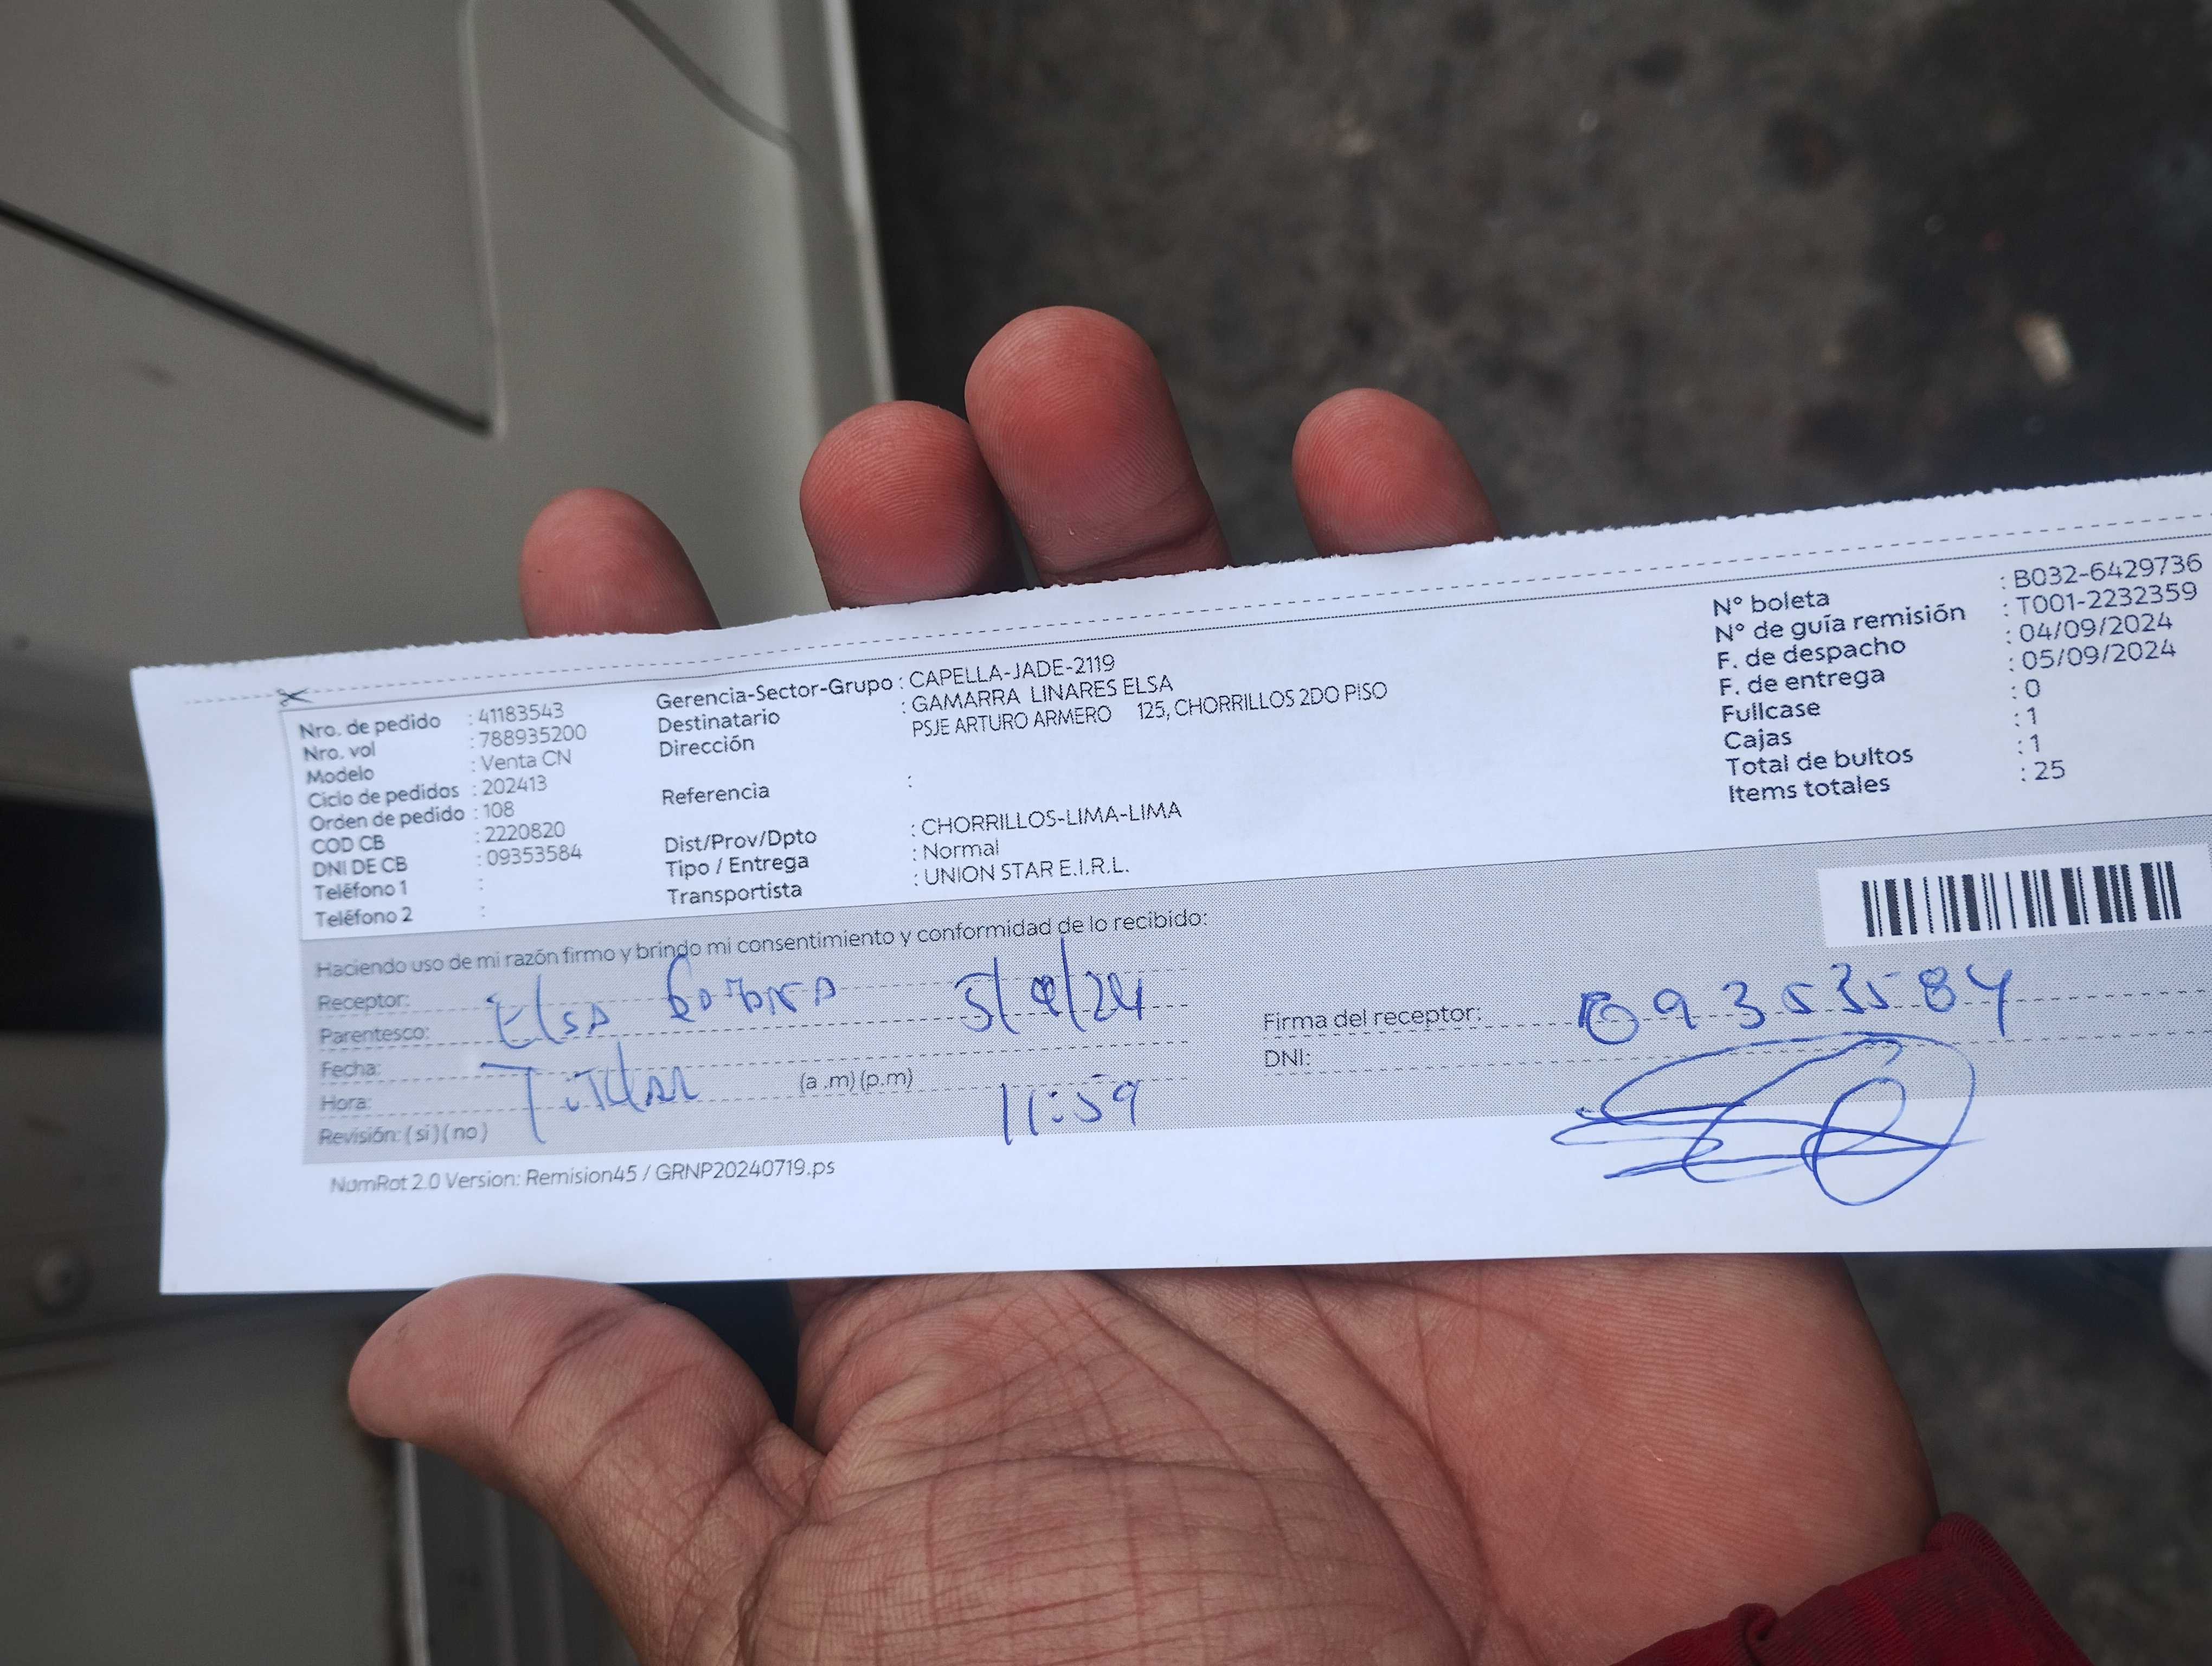 Nro. de pedido : 41183543
Nro. vol : 788935200
Modelo : Venta CN
Ciclo de pedidos : 202413
Orden de pedido : 108
COD CB : 2220820
DNI DE CB : 09353584
Teléfono 1 :
Teléfono 2 :
Gerencia-Sector-Grupo : CAPELLA-JADE-2119
Destinatario : GAMARRA LINARES ELSA
Dirección PSJE ARTURO ARMERO 125, CHORRILLOS 2DO PISO
Referencia :
Dist/Prov/Dpto : CHORRILLOS-LIMA-LIMA
Tipo / Entrega : Normal
Transportista : UNION STAR E.I.R.L.
N° boleta : B032-6429736
N° de guía remisión : T001-2232359
F. de despacho : 04/09/2024
F. de entrega : 05/09/2024
Fullcase : 0
Cajas : 1
Total de bultos : 1
Items totales : 25
Haciendo uso de mi razón firmo y brindo mi consentimiento y conformidad de lo recibido:
Receptor:
Elsa 5/9/24
Parentesco:
Fecha:
Titular
Hora: (a .m) (p.m)
11:59
Revisión: ( si ) ( no )
Firma del receptor: 09353584
DNI:
NumRot 2.0 Version: Remision45 / GRNP20240719.ps